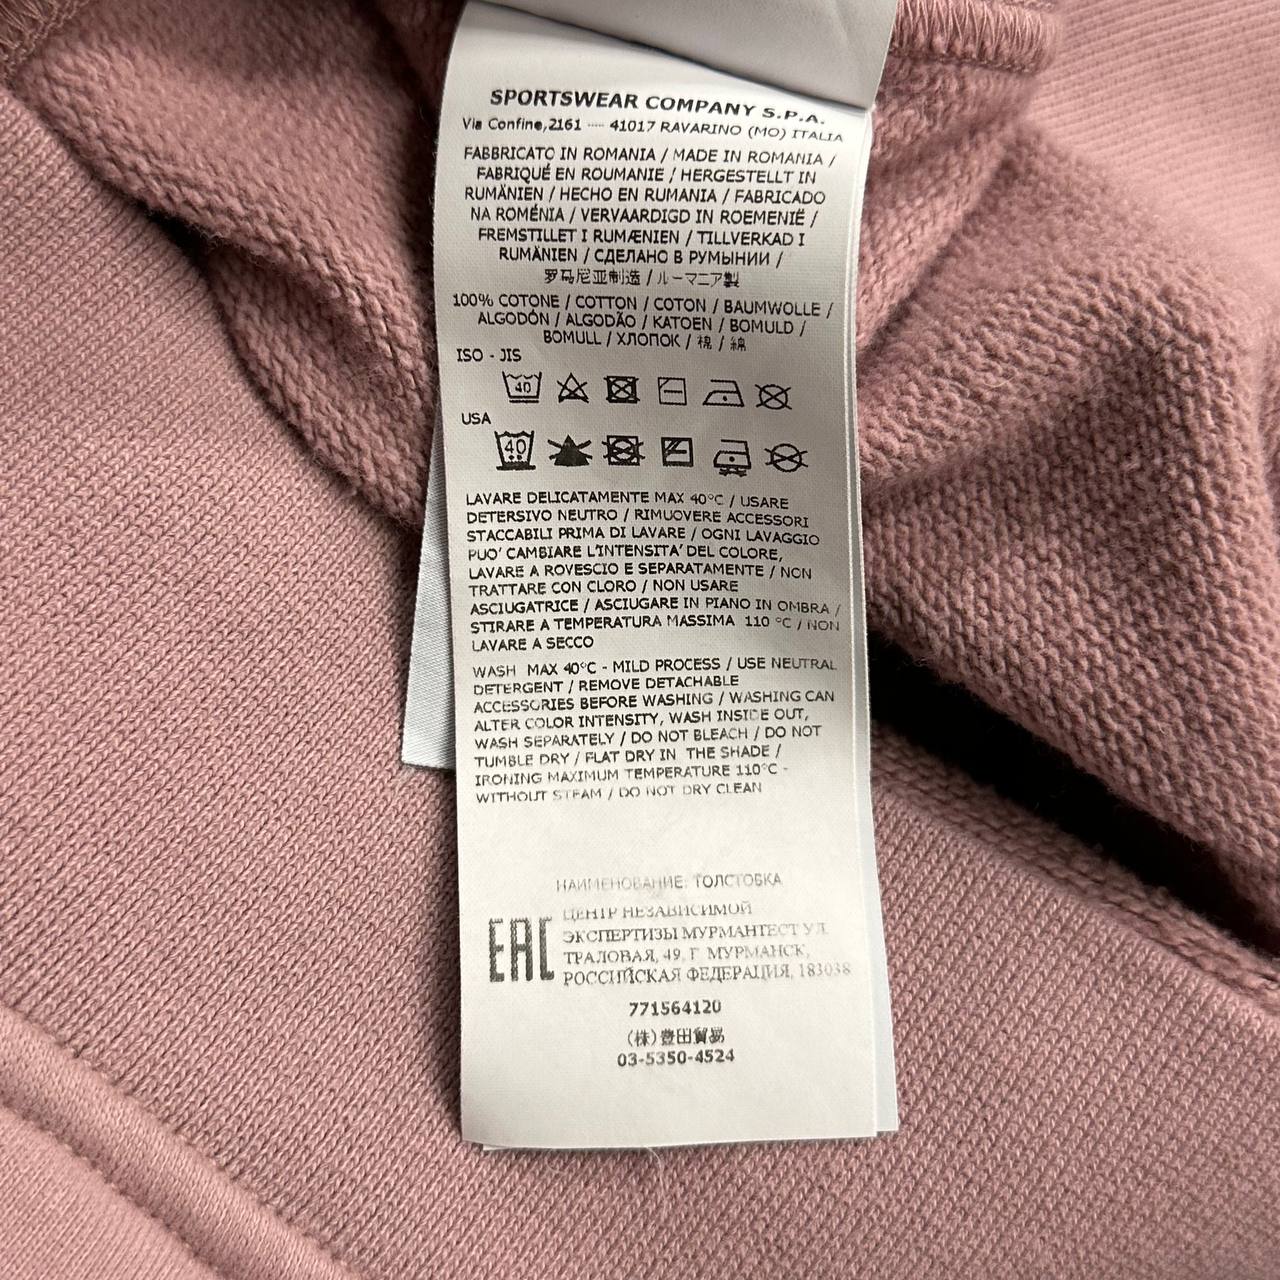 SPORTSWEAR COMPANY S.P.A.
Via Confine,2161 ---- 41017 RAVARINO (MO) ITALIA
FABBRICATO IN ROMANIA / MADE IN ROMANIA /
FABRIQUÉ EN ROUMANIE / HERGESTELLT IN
RUMÄNIEN / HECHO EN RUMANIA / FABRICADO
NA ROMÉNIA / VERVAARDIGD IN ROEMENIË /
FREMSTILLET I RUMÆNIEN / TILLVERKAD I
RUMÄNIEN / СДЕЛАНО В РУМЫНИИ /
罗马尼亚制造 / ルーマニア製
100% COTONE / COTTON / COTON / BAUMWOLLE /
ALGODÓN / ALGODÃO / KATOEN / BOMULD /
BOMULL / ХЛОПОК / 棉 / 綿
ISO - JIS
40
USA
40
LAVARE DELICATAMENTE MAX 40°C / USARE
DETERSIVO NEUTRO / RIMUOVERE ACCESSORI
STACCABILI PRIMA DI LAVARE / OGNI LAVAGGIO
PUO' CAMBIARE L'INTENSITA' DEL COLORE,
LAVARE A ROVESCIO E SEPARATAMENTE / NON
TRATTARE CON CLORO / NON USARE
ASCIUGATRICE / ASCIUGARE IN PIANO IN OMBRA /
STIRARE A TEMPERATURA MASSIMA 110 °C / NON
LAVARE A SECCO
WASH MAX 40°C - MILD PROCESS / USE NEUTRAL
DETERGENT / REMOVE DETACHABLE
ACCESSORIES BEFORE WASHING / WASHING CAN
ALTER COLOR INTENSITY, WASH INSIDE OUT,
WASH SEPARATELY / DO NOT BLEACH / DO NOT
TUMBLE DRY / FLAT DRY IN THE SHADE /
IRONING MAXIMUM TEMPERATURE 110°C -
WITHOUT STEAM / DO NOT DRY CLEAN
НАИМЕНОВАНИЕ: ТОЛСТОВКА
EAC
ЦЕНТР НЕЗАВИСИМОЙ
ЭКСПЕРТИЗЫ МУРМАНТЕСТ УЛ.
ТРАЛОВАЯ, 49, Г. МУРМАНСК,
РОССИЙСКАЯ ФЕДЕРАЦИЯ, 183038
771564120
(株)豊田貿易
03-5350-4524